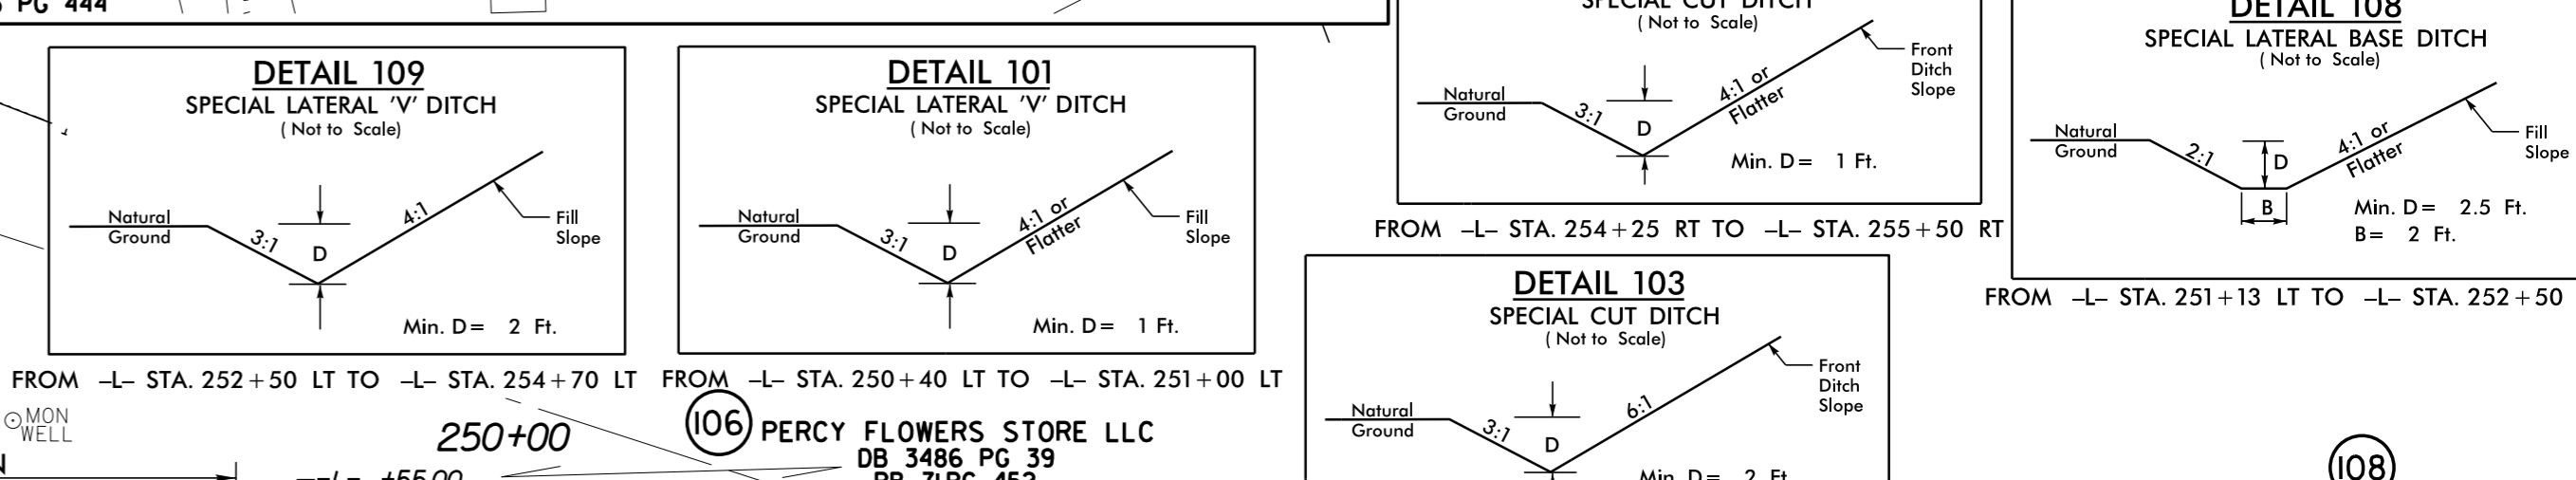 PG 444
DETAIL 109
SPECIAL LATERAL 'V' DITCH
( Not to Scale)
Natural
Ground
3:1
D
4:1
Fill
Slope
Min. D= 2 Ft.
FROM -L- STA. 252+50 LT TO -L- STA. 254+70 LT
DETAIL 101
SPECIAL LATERAL 'V' DITCH
( Not to Scale)
Natural
Ground
3:1
D
4:1 or
Flatter
Fill
Slope
Min. D= 1 Ft.
FROM -L- STA. 250+40 LT TO -L- STA. 251+00 LT
SPECIAL CUT DITCH
( Not to Scale)
Natural
Ground
3:1
D
4:1 or
Flatter
Front
Ditch
Slope
Min. D= 1 Ft.
FROM -L- STA. 254+25 RT TO -L- STA. 255+50 RT
DETAIL 108
SPECIAL LATERAL BASE DITCH
( Not to Scale)
Natural
Ground
2:1
D
B
4:1 or
Flatter
Fill
Slope
Min. D= 2.5 Ft.
B= 2 Ft.
FROM -L- STA. 251+13 LT TO -L- STA. 252+50
DETAIL 103
SPECIAL CUT DITCH
( Not to Scale)
Natural
Ground
3:1
D
6:1
Front
Ditch
Slope
Min. D= 2 Ft.
MON
WELL
250+00
-L- +55.00
106
PERCY FLOWERS STORE LLC
DB 3486 PG 39
PG 452
108